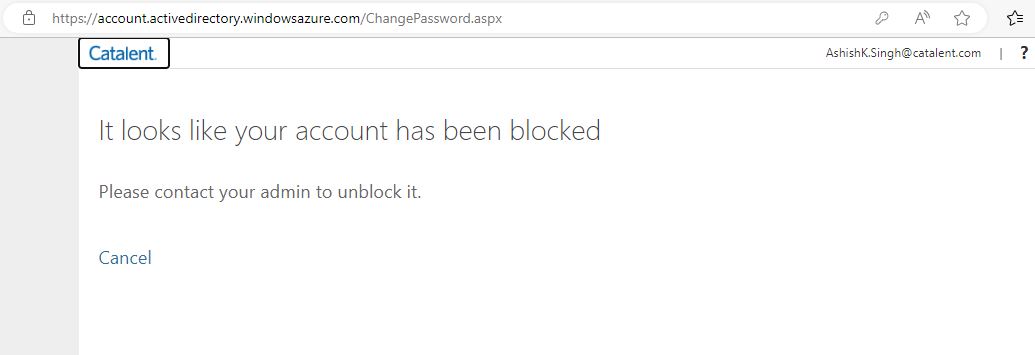 https://account.activedirectory.windowsazure.com/ChangePassword.aspx
Catalent.
AshishK.Singh@catalent.com | ?
It looks like your account has been blocked
Please contact your admin to unblock it.
Cancel